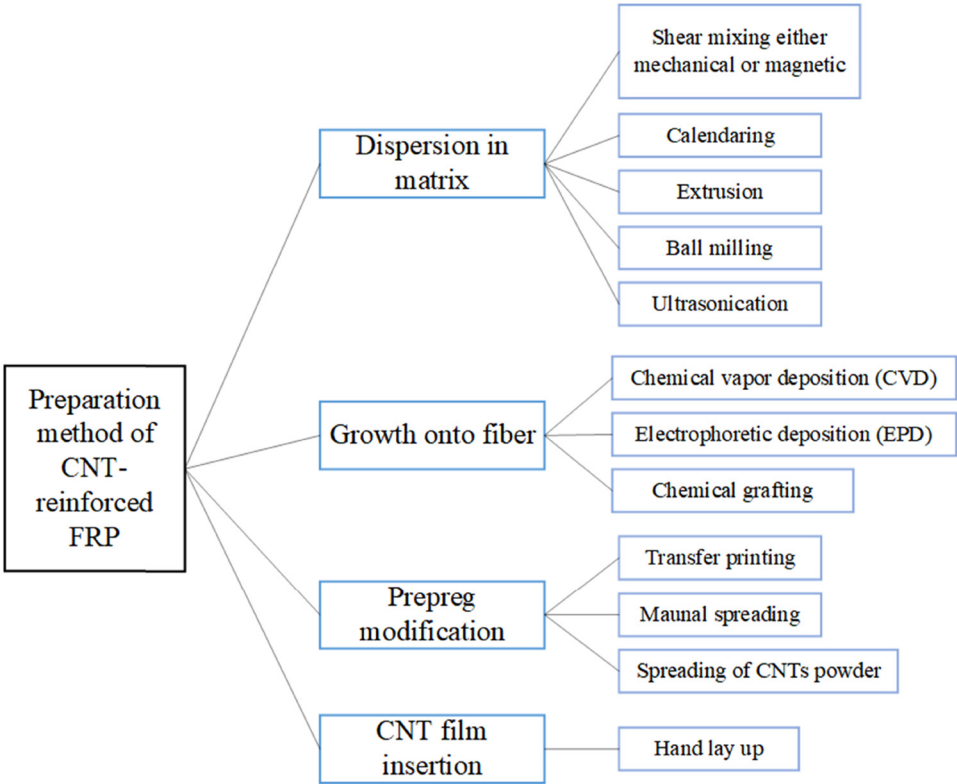 Preparation
method of
CNT-
reinforced
FRP
Dispersion in
matrix
Shear mixing either
mechanical or magnetic
Calendaring
Extrusion
Ball milling
Ultrasonication
Growth onto fiber
Chemical vapor deposition (CVD)
Electrophoretic deposition (EPD)
Chemical grafting
Prepreg
modification
Transfer printing
Maunal spreading
Spreading of CNTs powder
CNT film
insertion
Hand lay up